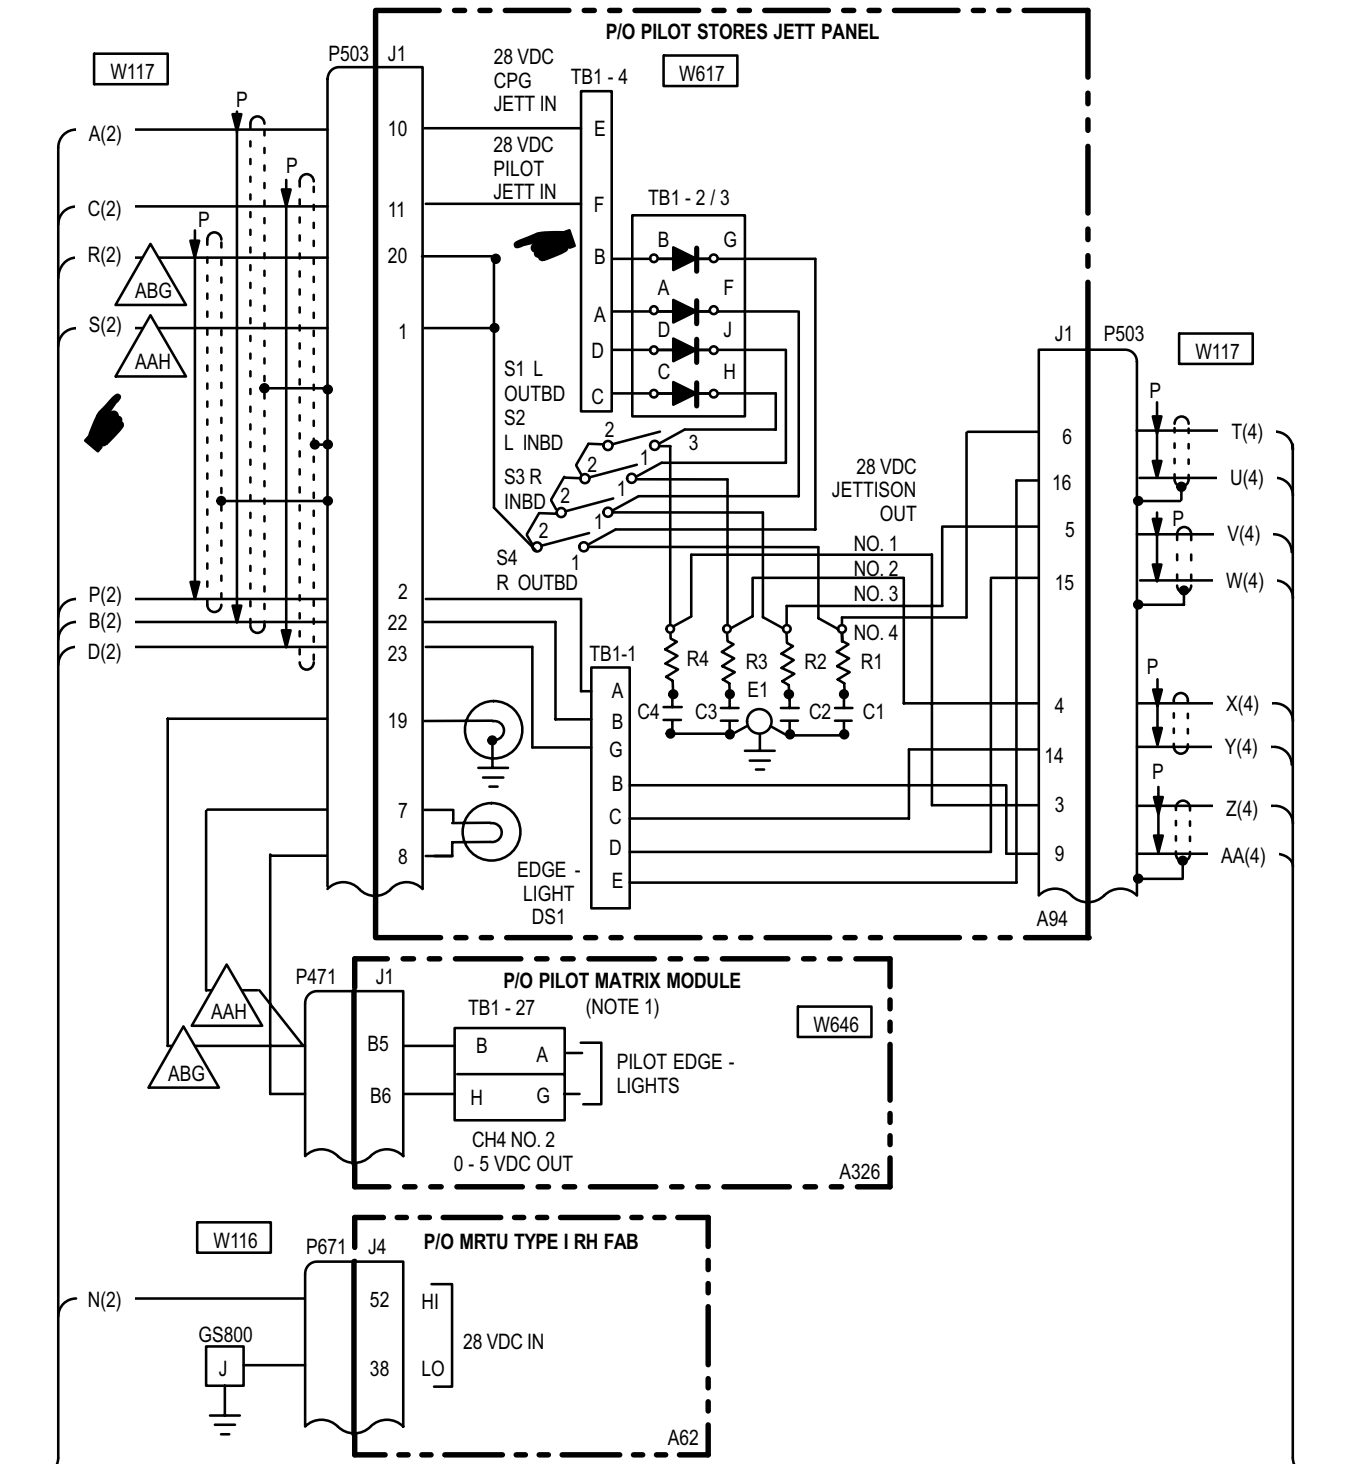 P/O PILOT STORES JETT PANEL
W117
P503
J1
28 VDC
CPG
JETT IN
TB1 - 4
W617
P
A(2)
10
E
28 VDC
PILOT
JETT IN
P
C(2)
11
F
TB1 - 2 / 3
P
R(2)
ABG
20
B
B
G
A
F
S(2)
AAH
1
A
D
J
D
C
H
C
J1
P503
W117
S1 L
OUTBD
S2
L INBD
S3 R
INBD
S4
R OUTBD
2
3
2
1
2
1
2
1
28 VDC
JETTISON
OUT
6
P
T(4)
16
U(4)
5
P
V(4)
15
W(4)
NO. 1
NO. 2
NO. 3
NO. 4
P(2)
2
B(2)
22
D(2)
23
TB1-1
R4
R3
R2
R1
E1
C4
C3
C2
C1
A
B
G
B
C
D
E
19
7
8
EDGE -
LIGHT
DS1
4
P
X(4)
14
Y(4)
3
P
Z(4)
9
AA(4)
A94
P471
J1
P/O PILOT MATRIX MODULE
(NOTE 1)
TB1 - 27
W646
AAH
ABG
B5
B
A
B6
H
G
PILOT EDGE -
LIGHTS
CH4 NO. 2
0 - 5 VDC OUT
A326
W116
P671
J4
P/O MRTU TYPE I RH FAB
N(2)
52
HI
28 VDC IN
GS800
J
38
LO
A62